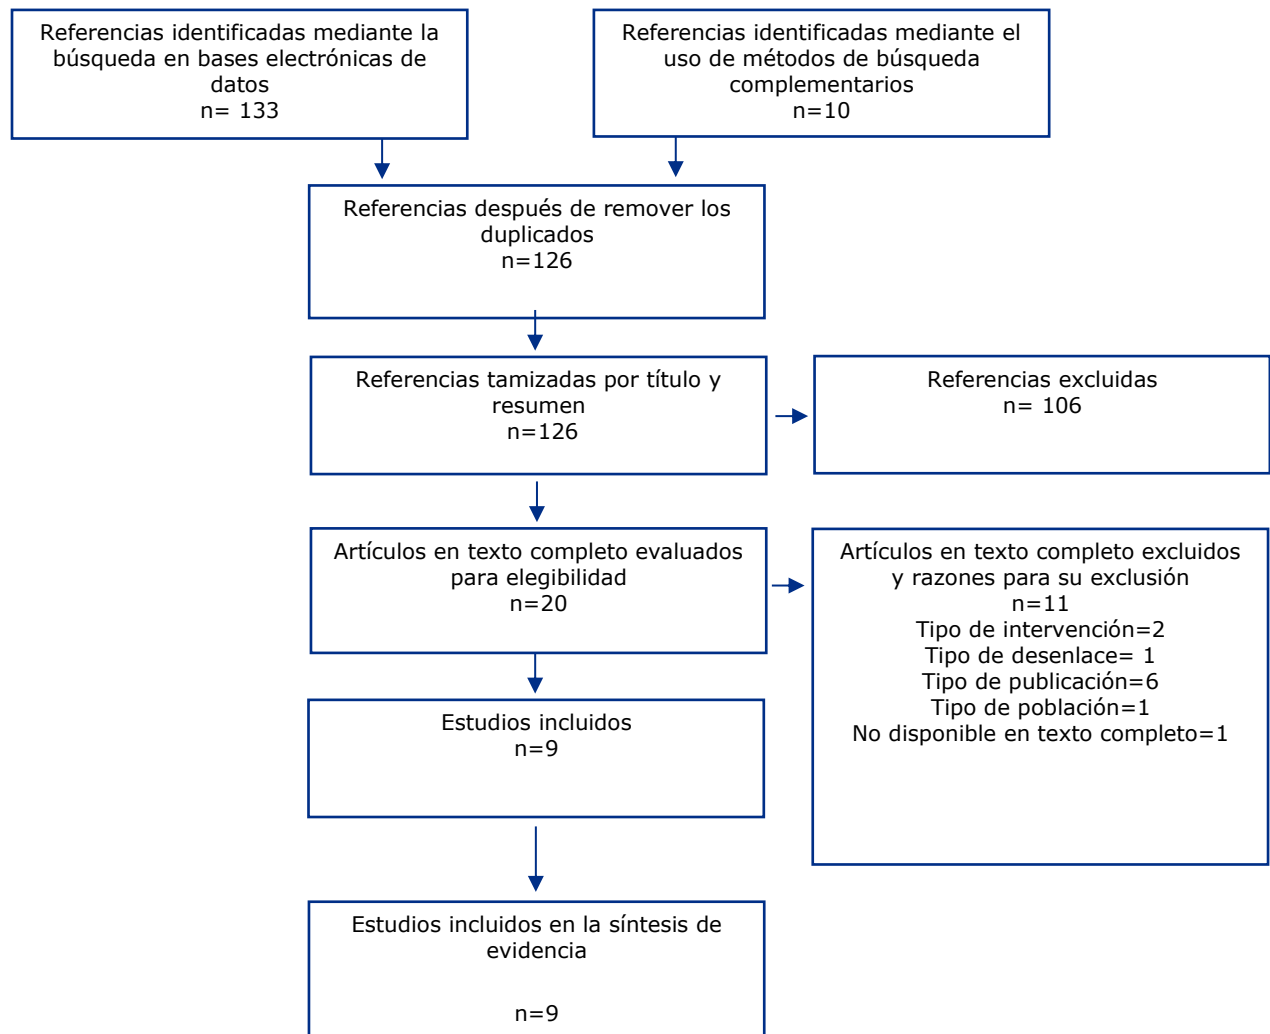 Referencias identificadas mediante la
búsqueda en bases electrónicas de
datos
n= 133
Referencias identificadas mediante el
uso de métodos de búsqueda
complementarios
n=10
Referencias después de remover los
duplicados
n=126
Referencias tamizadas por título y
resumen
n=126
Referencias excluidas
n= 106
Artículos en texto completo evaluados
para elegibilidad
n=20
Artículos en texto completo excluidos
y razones para su exclusión
n=11
Tipo de intervención=2
Tipo de desenlace= 1
Tipo de publicación=6
Tipo de población=1
No disponible en texto completo=1
Estudios incluidos
n=9
Estudios incluidos en la síntesis de
evidencia
n=9